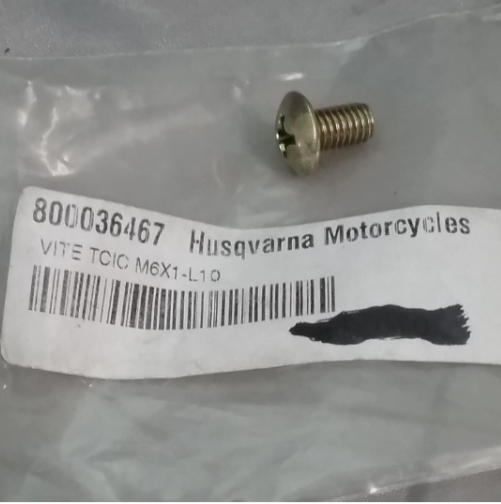 800036467 Husqvarna Motorcycles
VITE TCIC M6X1-L10